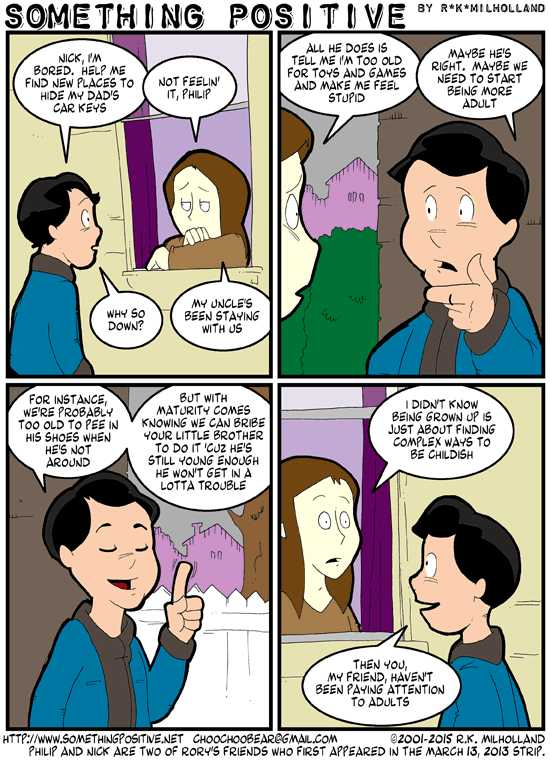 SOMETHING POSITIVE BY R*K*MILHOLLAND
NICK, I'M
BORED. HELP ME
FIND NEW PLACES TO
HIDE MY DAD'S
CAR KEYS
NOT FEELIN'
IT, PHILIP
WHY SO
DOWN?
MY UNCLE'S
BEEN STAYING
WITH US
ALL HE DOES IS
TELL ME I'M TOO OLD
FOR TOYS AND GAMES
AND MAKE ME FEEL
STUPID
MAYBE HE'S
RIGHT. MAYBE WE
NEED TO START
BEING MORE
ADULT
FOR INSTANCE,
WE'RE PROBABLY
TOO OLD TO PEE IN
HIS SHOES WHEN
HE'S NOT
AROUND
BUT WITH
MATURITY COMES
KNOWING WE CAN BRIBE
YOUR LITTLE BROTHER
TO DO IT 'CUZ HE'S
STILL YOUNG ENOUGH
HE WON'T GET IN A
LOTTA TROUBLE
I DIDN'T KNOW
BEING GROWN UP IS
JUST ABOUT FINDING
COMPLEX WAYS TO
BE CHILDISH
THEN YOU,
MY FRIEND, HAVEN'T
BEEN PAYING ATTENTION
TO ADULTS
HTTP://WWW.SOMETHINGPOSITIVE.NET CHOOCHOOBEAR@GMAIL.COM ©2001-2015 R.K. MILHOLLAND
PHILIP AND NICK ARE TWO OF RORY'S FRIENDS WHO FIRST APPEARED IN THE MARCH 13, 2013 STRIP.